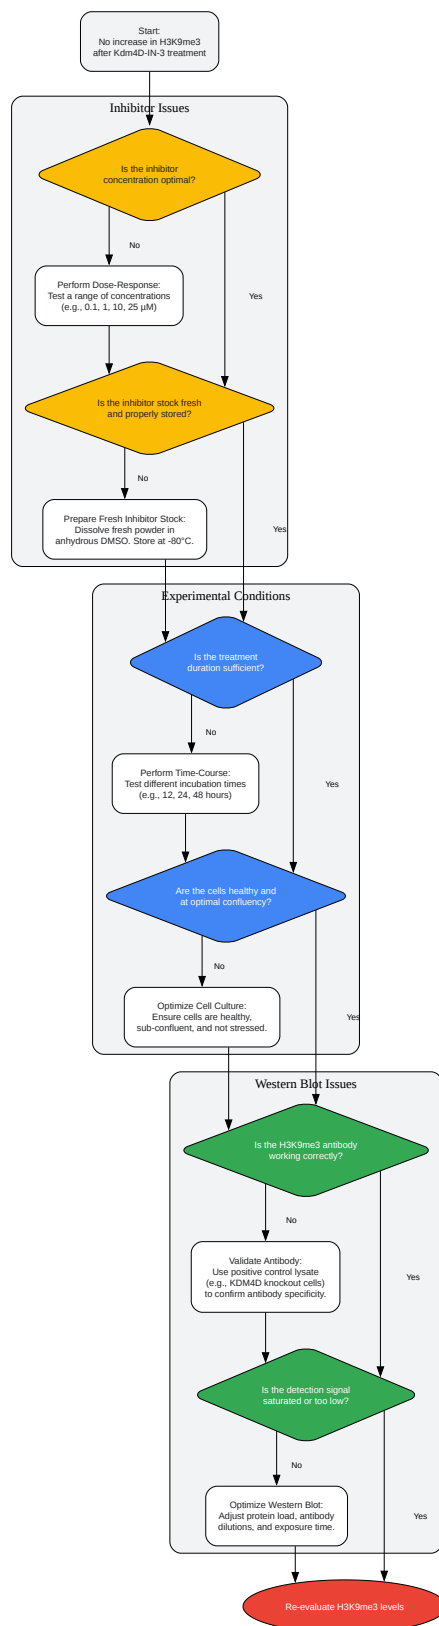 Start:
No increase in H3K9me3
after Kdm4D-IN-3 treatment
Inhibitor Issues
Is the inhibitor
concentration optimal?
No
Yes
Perform Dose-Response:
Test a range of concentrations
(e.g., 0.1, 1, 10, 25 µM)
Is the inhibitor stock fresh
and properly stored?
No
Yes
Prepare Fresh Inhibitor Stock:
Dissolve fresh powder in
anhydrous DMSO. Store at -80°C.
Experimental Conditions
Is the treatment
duration sufficient?
No
Yes
Perform Time-Course:
Test different incubation times
(e.g., 12, 24, 48 hours)
Are the cells healthy and
at optimal confluency?
No
Yes
Optimize Cell Culture:
Ensure cells are healthy,
sub-confluent, and not stressed.
Western Blot Issues
Is the H3K9me3 antibody
working correctly?
No
Yes
Validate Antibody:
Use positive control lysate
(e.g., KDM4D knockout cells)
to confirm antibody specificity.
Is the detection signal
saturated or too low?
No
Yes
Optimize Western Blot:
Adjust protein load, antibody
dilutions, and exposure time.
Re-evaluate H3K9me3 levels